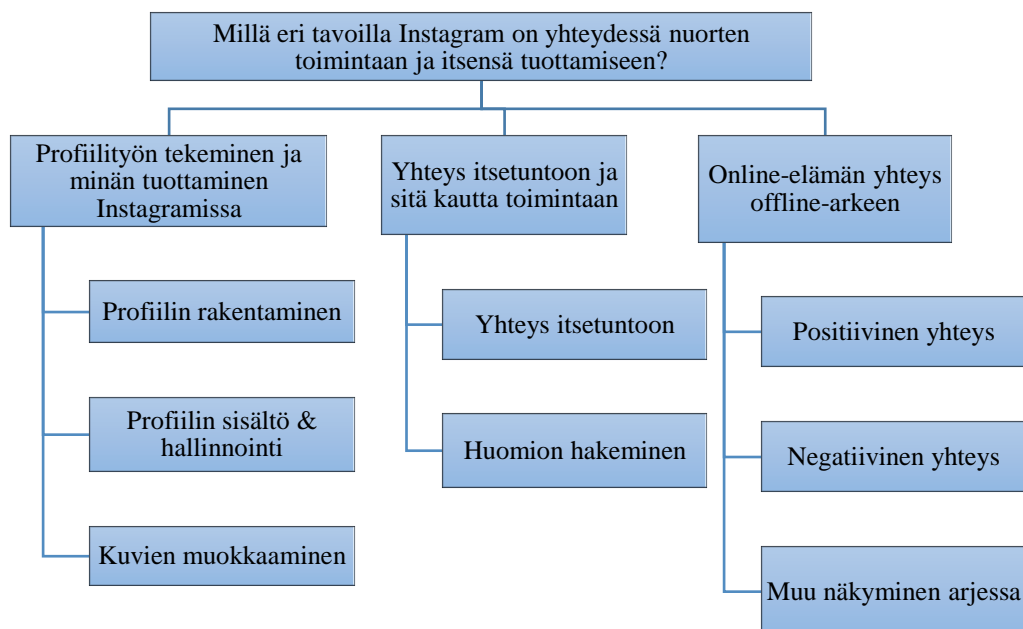 Millä eri tavoilla Instagram on yhteydessä nuorten
toimintaan ja itsensä tuottamiseen?
Profiilityön tekeminen ja
minän tuottaminen
Instagramissa
Profiilin rakentaminen
Profiilin sisältö &
hallinnointi
Kuvien muokkaaminen
Yhteys itsetuntoon ja
sitä kautta toimintaan
Yhteys itsetuntoon
Huomion hakeminen
Online-elämän yhteys
offline-arkeen
Positiivinen yhteys
Negatiivinen yhteys
Muu näkyminen arjessa